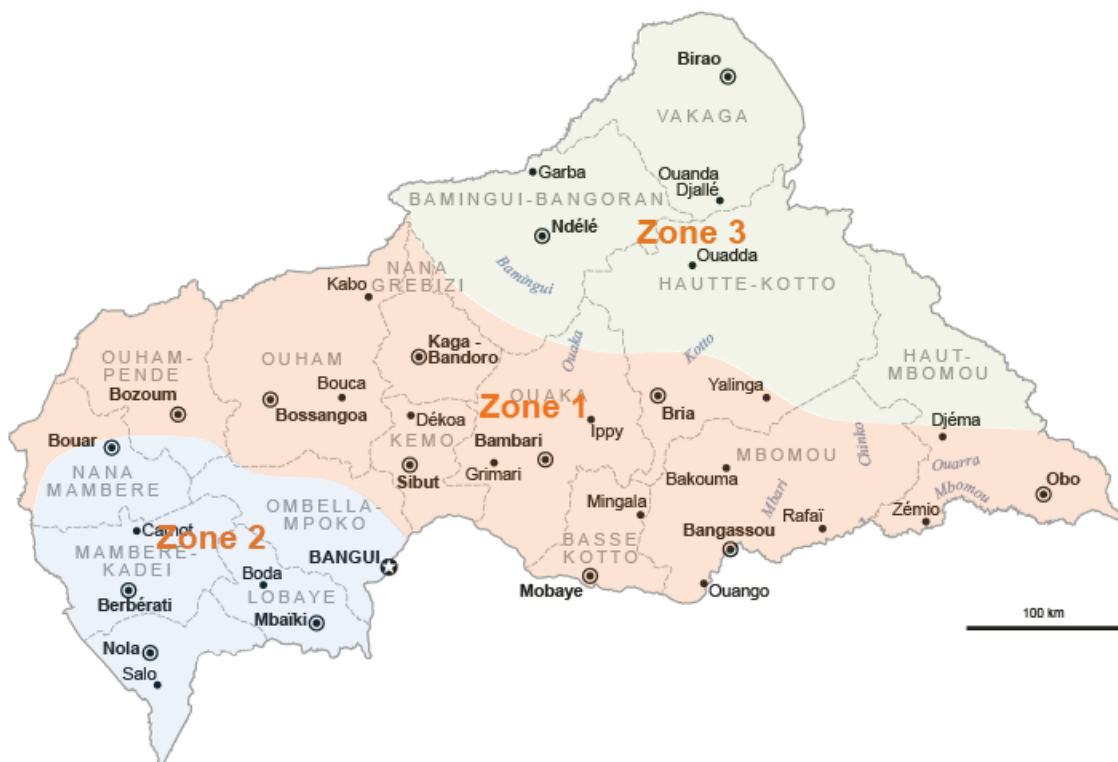 Birao
VAKAGA
Garba
Ouanda
Djallé
BAMINGUI-BANGORAN
Ndélé
Zone 3
Ouadda
Bamingui
HAUTTE-KOTTO
NANA
GREBIZI
Kabo
Kaga -
Bandoro
Ouaka
Kotto
OUHAM-
PENDE
OUHAM
HAUT-
MBOMOU
Bozoum
Bouca
Bossangoa
OUAKA
Zone 1
Yalinga
Bria
Dékoa
Ippy
Djéma
Bouar
KEMO
Bambari
MBOMOU
Chinko
NANA
MAMBERE
Sibut
Grimari
Bakouma
Ouarra
Mbomou
Obo
OMBELLA-
MPOKO
Mingala
Mbari
Rafaï
Zémio
Carnot
Zone 2
Bangassou
MAMBERE-
KADEI
BANGUI
BASSE
KOTTO
Boda
Mobaye
Ouango
Berbérati
LOBAYE
Mbaïki
100 km
Nola
Salo